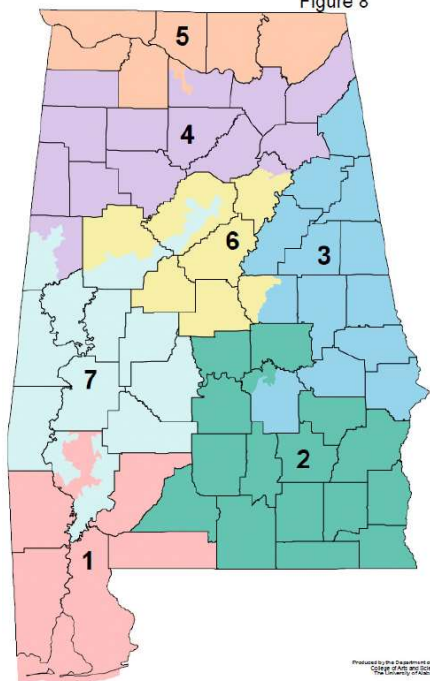 Figure 8
5
4
6
3
7
2
1
Produced by the Department of
College of Arts and Scie
The University of Alab